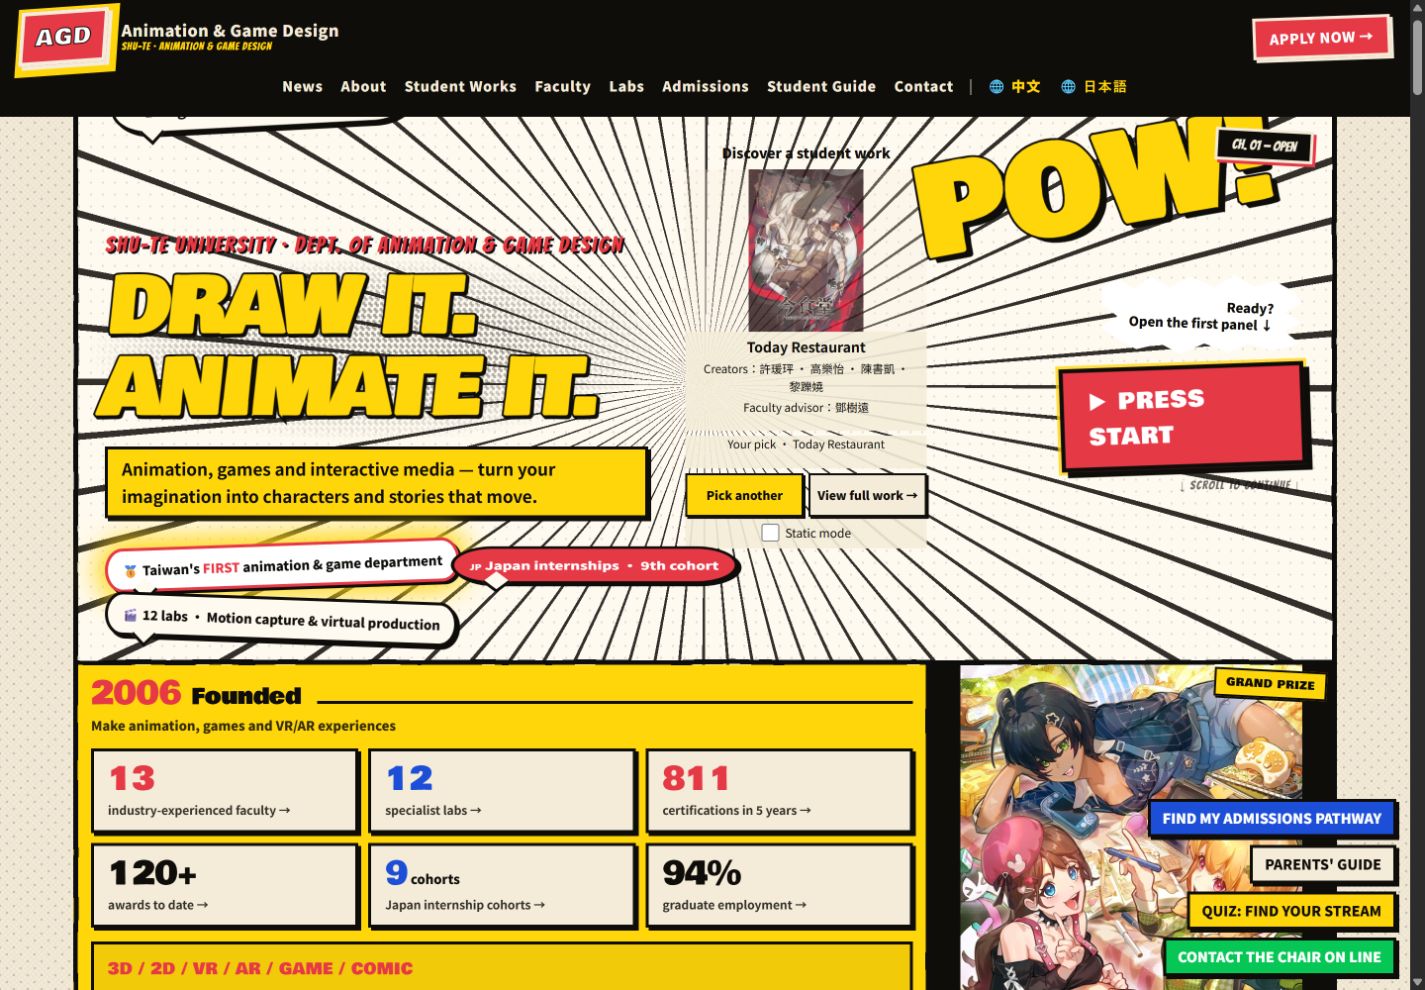 AGD
Animation & Game Design
SHU-TE · ANIMATION & GAME DESIGN
APPLY NOW →
News
About
Student Works
Faculty
Labs
Admissions
Student Guide
Contact
|
中文
日本語
Discover a student work
POW!
CH. 01 — OPEN
SHU-TE UNIVERSITY · DEPT. OF ANIMATION & GAME DESIGN
DRAW IT.
ANIMATE IT.
今食堂
Today Restaurant
Creators：許瑗玶 ・ 高樂怡 ・ 陳書凱 ・
黎躒嬈
Faculty advisor：鄧樹遠
Your pick ・ Today Restaurant
Pick another
View full work →
Static mode
Ready?
Open the first panel ↓
▶ PRESS
START
↓ SCROLL TO CONTINUE ↓
Animation, games and interactive media — turn your
imagination into characters and stories that move.
Taiwan's FIRST animation & game department
JP Japan internships ・ 9th cohort
12 labs ・ Motion capture & virtual production
2006 Founded
Make animation, games and VR/AR experiences
13
industry-experienced faculty →
12
specialist labs →
811
certifications in 5 years →
120+
awards to date →
9 cohorts
Japan internship cohorts →
94%
graduate employment →
3D / 2D / VR / AR / GAME / COMIC
GRAND PRIZE
FIND MY ADMISSIONS PATHWAY
PARENTS' GUIDE
QUIZ: FIND YOUR STREAM
CONTACT THE CHAIR ON LINE